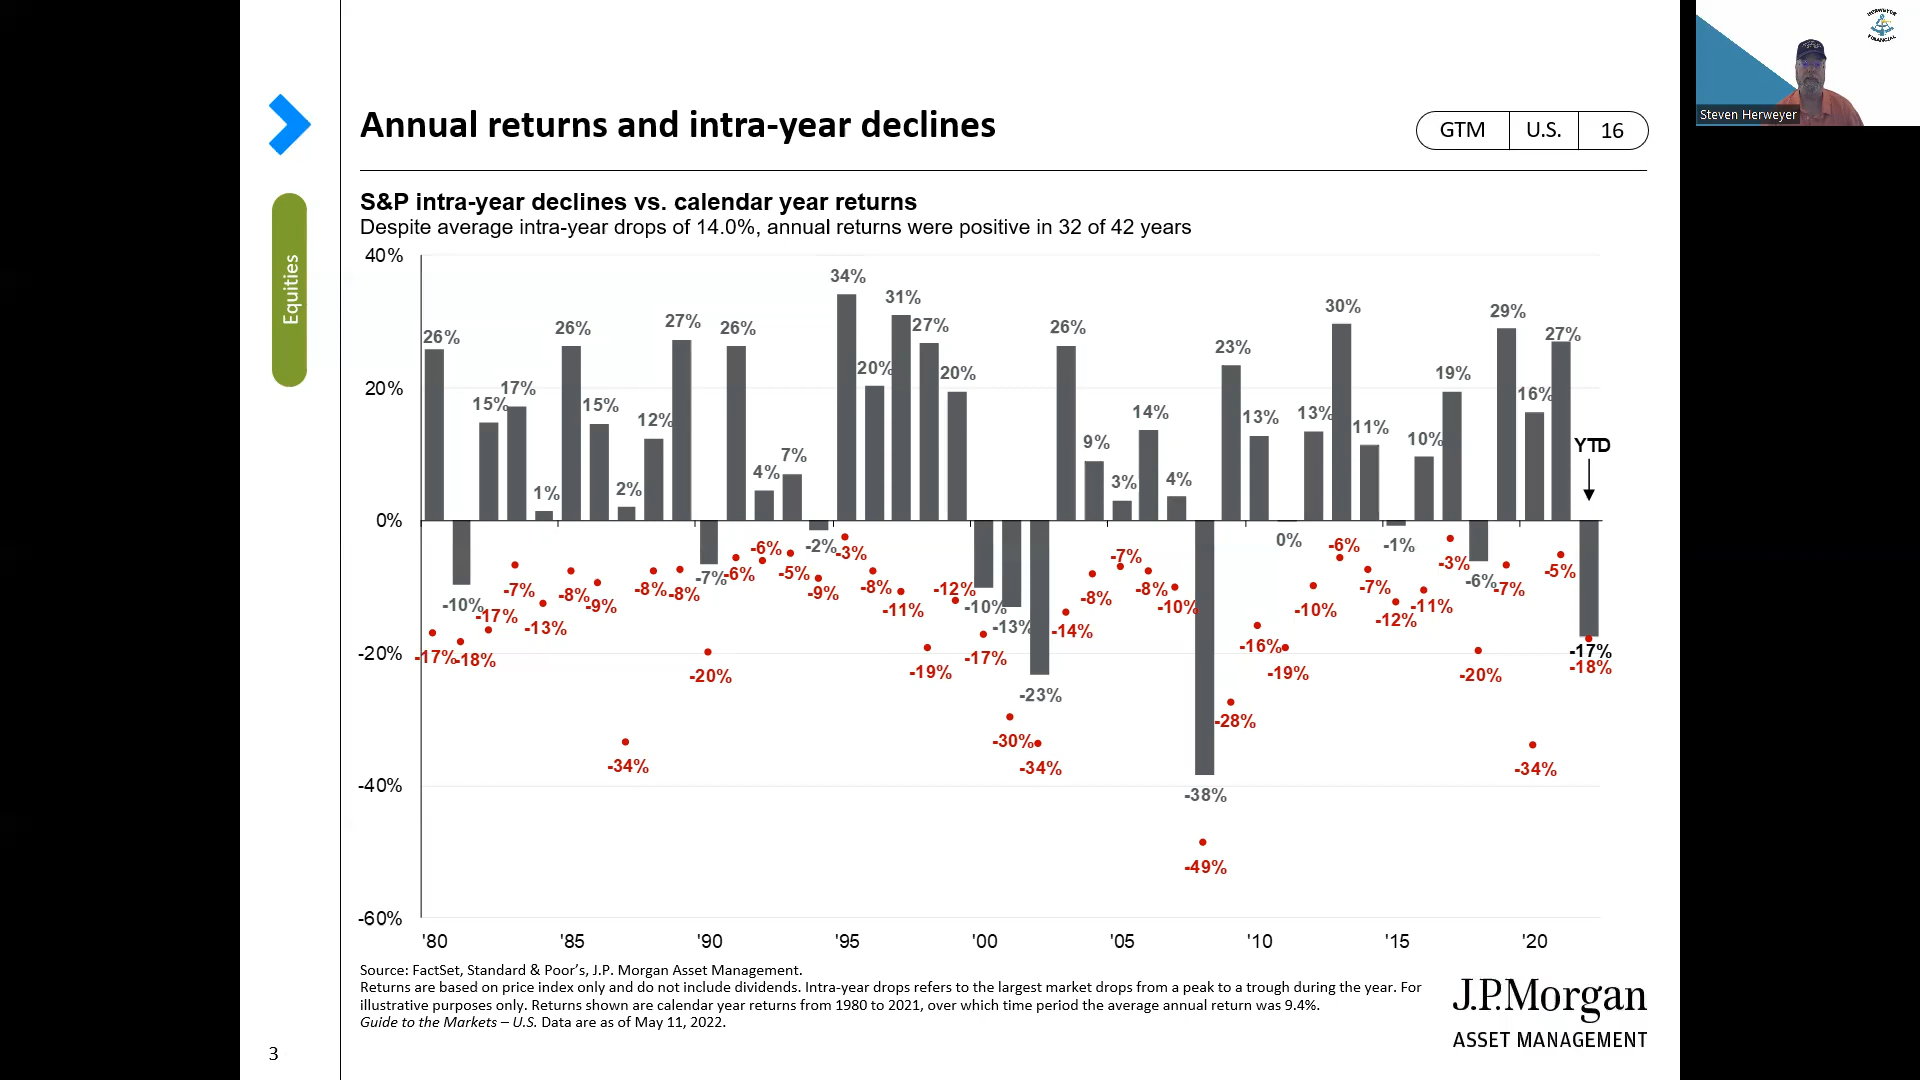 Annual returns and intra-year declines
GTM U.S. 16
Equities
S&P intra-year declines vs. calendar year returns
Despite average intra-year drops of 14.0%, annual returns were positive in 32 of 42 years
40%
20%
0%
-20%
-40%
-60%
26% -10% 15% 17% 1% 26% 15% 2% 12% 27% -7% 26% 4% 7% -2% 34% 20% 31% 27% 20% -10% -13% -23% 26% 9% 3% 14% 4% -38% 23% 13% 0% 13% 30% 11% -1% 10% 19% -6% 29% 16% 27% -17%
YTD
-17% -18% -17% -7% -13% -8% -9% -34% -8% -8% -20% -6% -6% -5% -9% -3% -8% -11% -19% -12% -17% -30% -34% -14% -8% -7% -8% -10% -49% -28% -16% -19% -10% -6% -7% -12% -11% -3% -20% -7% -34% -5% -18%
'80 '85 '90 '95 '00 '05 '10 '15 '20
Source: FactSet, Standard & Poor’s, J.P. Morgan Asset Management.
Returns are based on price index only and do not include dividends. Intra-year drops refers to the largest market drops from a peak to a trough during the year. For
illustrative purposes only. Returns shown are calendar year returns from 1980 to 2021, over which time period the average annual return was 9.4%.
Guide to the Markets – U.S. Data are as of May 11, 2022.
J.P.Morgan
ASSET MANAGEMENT
3
HERWEYER
FINANCIAL
Steven Herweyer